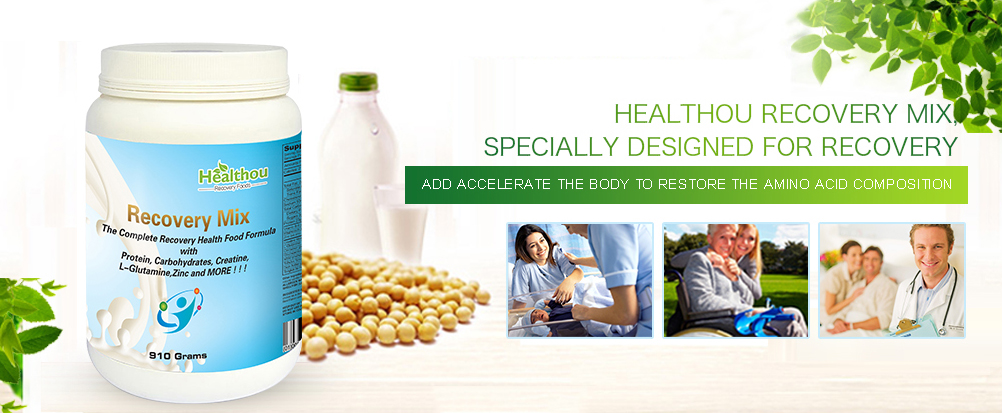 Healthou
Recovery Foods
Recovery Mix
The Complete Recovery Health Food Formula
with
Protein, Carbohydrates, Creatine,
L-Glutamine,Zinc and MORE ! ! !
910 Grams
HEALTHOU RECOVERY MIX,
SPECIALLY DESIGNED FOR RECOVERY
ADD ACCELERATE THE BODY TO RESTORE THE AMINO ACID COMPOSITION